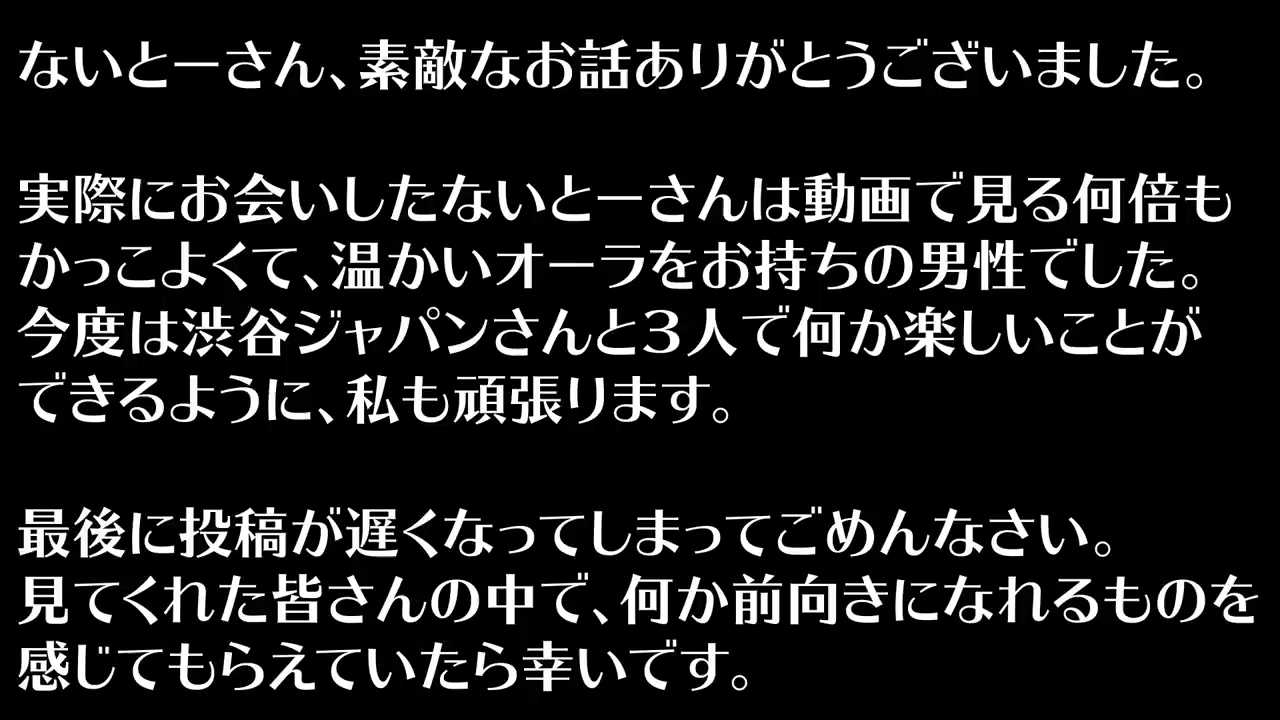 ないとーさん、素敵なお話ありがとうございました。
実際にお会いしたないとーさんは動画で見る何倍も
かっこよくて、温かいオーラをお持ちの男性でした。
今度は渋谷ジャパンさんと3人で何か楽しいことが
できるように、私も頑張ります。
最後に投稿が遅くなってしまってごめんなさい。
見てくれた皆さんの中で、何か前向きになれるものを
感じてもらえていたら幸いです。